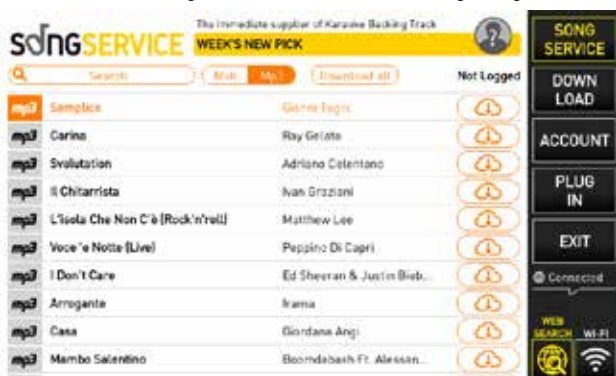 The immediate supplier of Karaoke Backing Track
SONGSERVICE WEEK'S NEW PICK
Search Midi Mp3 Download all Not Logged
mp3 Semplice Gianni Togni
mp3 Carina Ray Gelato
mp3 Svalutation Adriano Celentano
mp3 Il Chitarrista Ivan Graziani
mp3 L'isola Che Non C'è (Rock'n'roll) Matthew Lee
mp3 Voce 'e Notte (Live) Peppino Di Capri
mp3 I Don't Care Ed Sheeran & Justin Bieb...
mp3 Arrogante Irama
mp3 Casa Giordana Angi
mp3 Mambo Salentino Boomdabash Ft. Alessan...
SONG
SERVICE
DOWN
LOAD
ACCOUNT
PLUG
IN
EXIT
Connected
WEB
SEARCH WI-FI